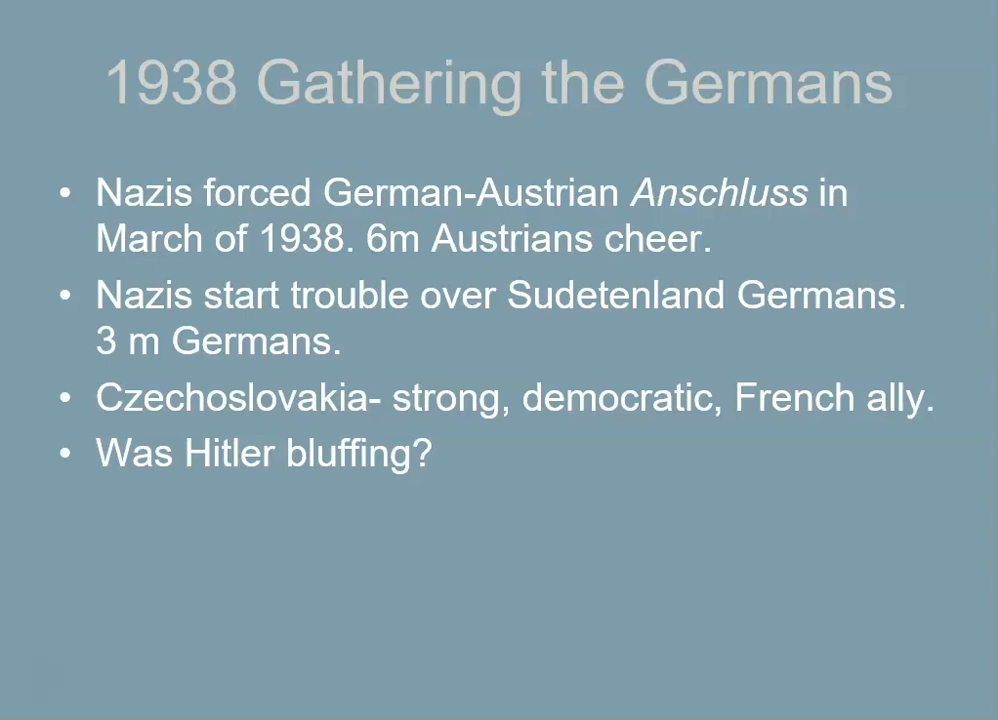 1938 Gathering the Germans
• Nazis forced German-Austrian Anschluss in
March of 1938. 6m Austrians cheer.
• Nazis start trouble over Sudetenland Germans.
3 m Germans.
• Czechoslovakia- strong, democratic, French ally.
• Was Hitler bluffing?